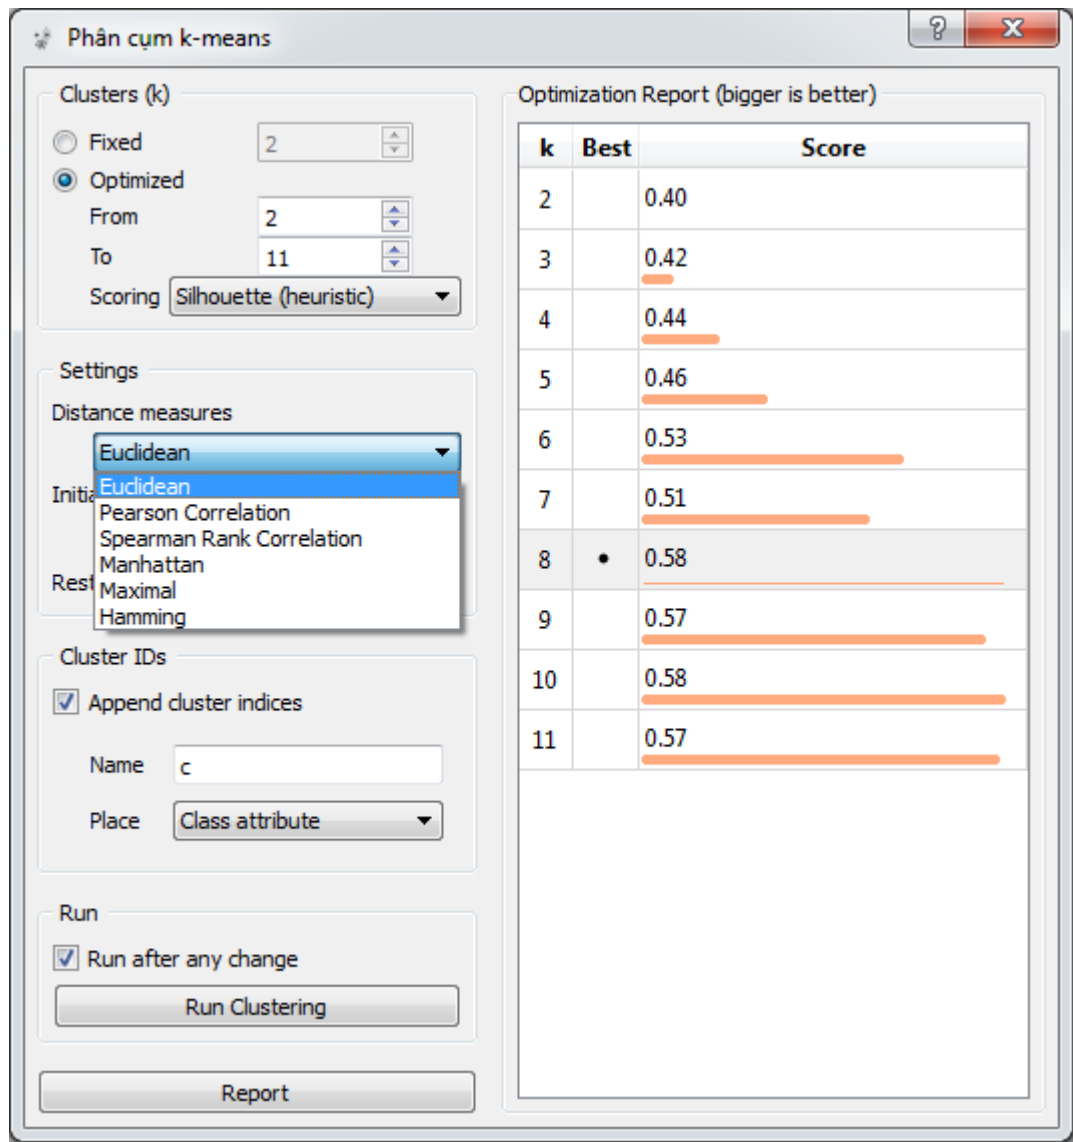 Phân cụm k-means
Clusters (k)
Fixed
2
Optimized
From
2
To
11
Scoring
Silhouette (heuristic)
Settings
Distance measures
Euclidean
Euclidean
Pearson Correlation
Spearman Rank Correlation
Manhattan
Maximal
Hamming
Cluster IDs
Append cluster indices
Name
c
Place
Class attribute
Run
Run after any change
Run Clustering
Report
Optimization Report (bigger is better)
k Best Score
2 0.40
3 0.42
4 0.44
5 0.46
6 0.53
7 0.51
8 • 0.58
9 0.57
10 0.58
11 0.57